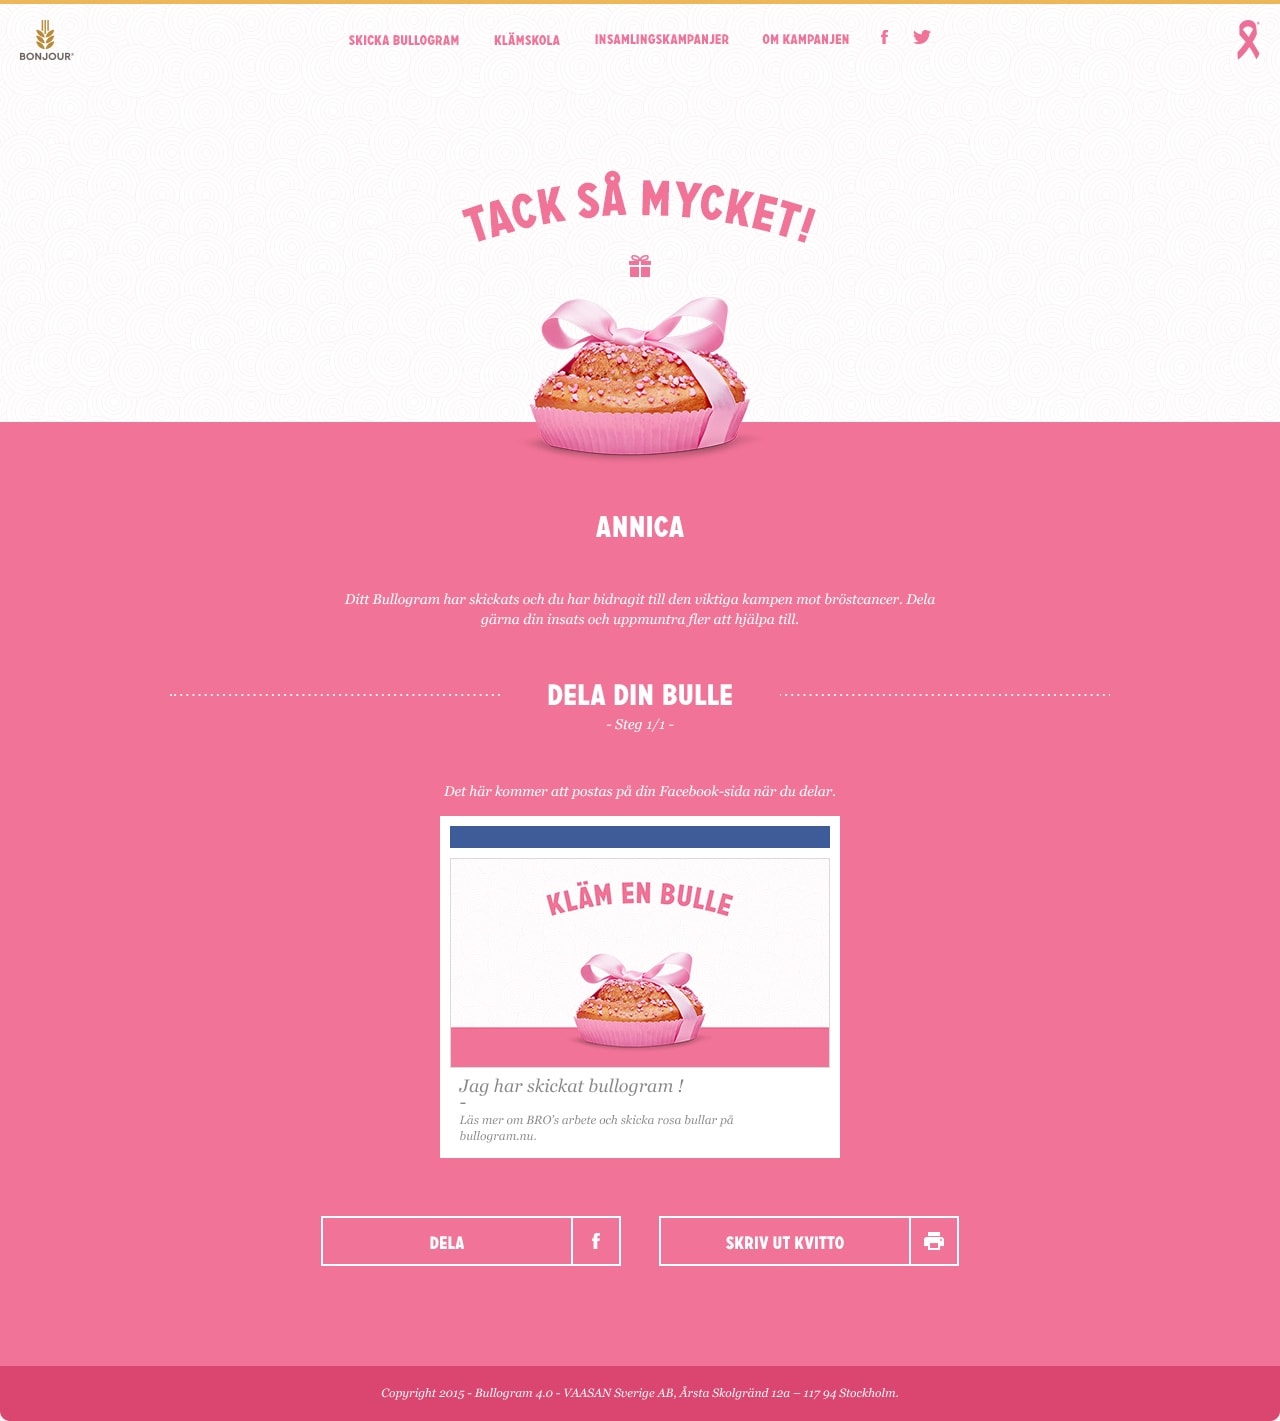 BONJOUR
SKICKA BULLOGRAM
KLÄMSKOLA
INSAMLINGSKAMPANJER
OM KAMPANJEN
TACK SÅ MYCKET!
ANNICA
Ditt Bullogram har skickats och du har bidragit till den viktiga kampen mot bröstcancer. Dela
gärna din insats och uppmuntra fler att hjälpa till.
DELA DIN BULLE
- Steg 1/1 -
Det här kommer att postas på din Facebook-sida när du delar.
KLÄM EN BULLE
Jag har skickat bullogram !
-
Läs mer om BRO's arbete och skicka rosa bullar på
bullogram.nu.
DELA
SKRIV UT KVITTO
Copyright 2015 - Bullogram 4.0 - VAASAN Sverige AB, Årsta Skolgränd 12a – 117 94 Stockholm.